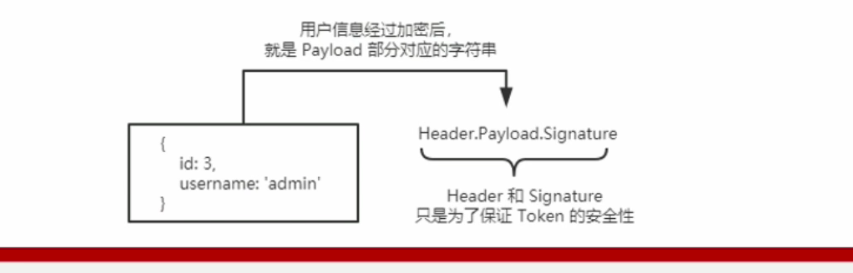 用户信息经过加密后，
就是 Payload 部分对应的字符串
{
id: 3,
username: 'admin'
}
Header.Payload.Signature
Header 和 Signature
只是为了保证 Token 的安全性